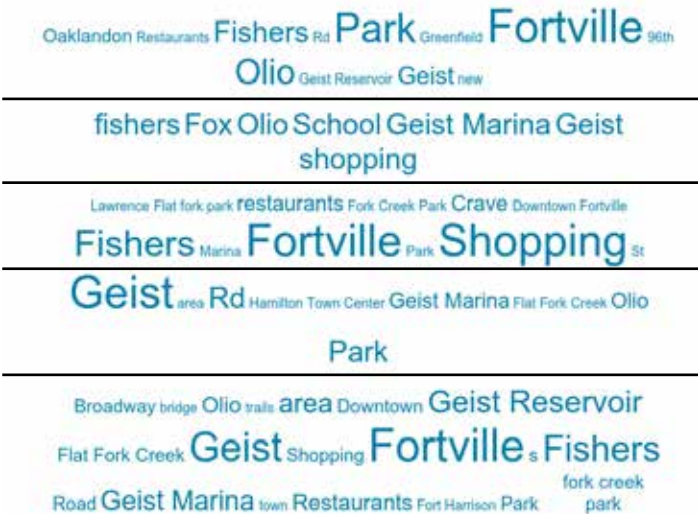 Oaklandon Restaurants Fishers Rd Park Greenfield Fortville 96th
Olio Geist Reservoir Geist new
fishers Fox Olio School Geist Marina Geist
shopping
Lawrence Flat fork park restaurants Fork Creek Park Crave Downtown Fortville
Fishers Marina Fortville Park Shopping St
Geist area Rd Hamilton Town Center Geist Marina Flat Fork Creek Olio
Park
Broadway bridge Olio trails area Downtown Geist Reservoir
Flat Fork Creek Geist Shopping Fortville s Fishers
Road Geist Marina town Restaurants Fort Harrison Park fork creek
park